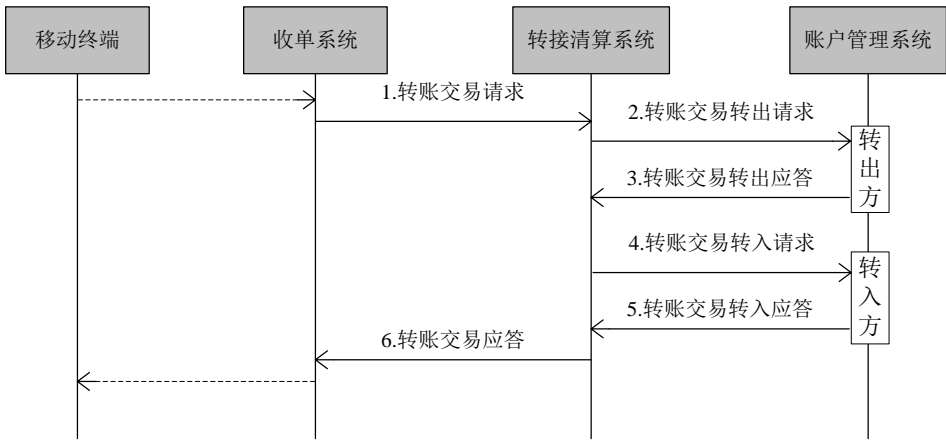 移动终端
收单系统
转接清算系统
账户管理系统
1.转账交易请求
2.转账交易转出请求
转出方
3.转账交易转出应答
4.转账交易转入请求
转入方
5.转账交易转入应答
6.转账交易应答